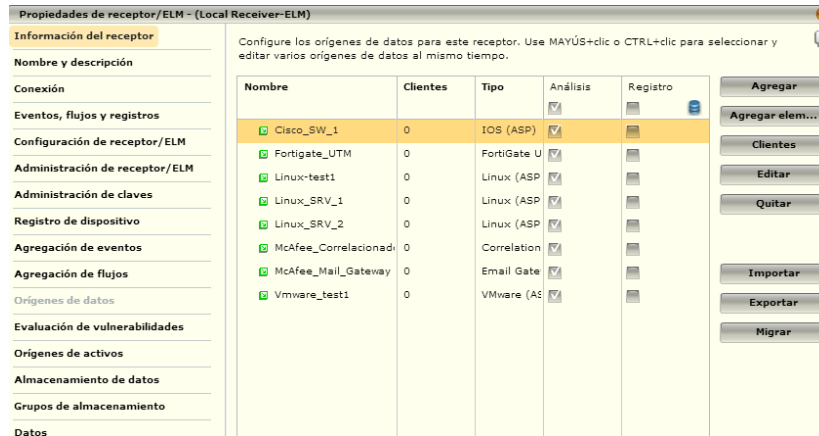 Propiedades de receptor/ELM - (Local Receiver-ELM)
Información del receptor
Nombre y descripción
Conexión
Eventos, flujos y registros
Configuración de receptor/ELM
Administración de receptor/ELM
Administración de claves
Registro de dispositivo
Agregación de eventos
Agregación de flujos
Orígenes de datos
Evaluación de vulnerabilidades
Orígenes de activos
Almacenamiento de datos
Grupos de almacenamiento
Datos
Configure los orígenes de datos para este receptor. Use MAYÚS+clic o CTRL+clic para seleccionar y
editar varios orígenes de datos al mismo tiempo.
Nombre Clientes Tipo Análisis Registro
Cisco_SW_1 0 IOS (ASP)
Fortigate_UTM 0 FortiGate U
Linux-test1 0 Linux (ASP
Linux_SRV_1 0 Linux (ASP
Linux_SRV_2 0 Linux (ASP
McAfee_Correlacionad 0 Correlation
McAfee_Mail_Gateway 0 Email Gate
Vmware_test1 0 VMware (AS
Agregar
Agregar elem...
Clientes
Editar
Quitar
Importar
Exportar
Migrar